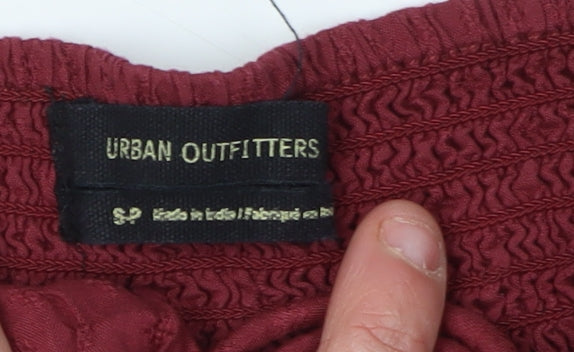 URBAN OUTFITTERS
S-P Made in India / Fabriqué en